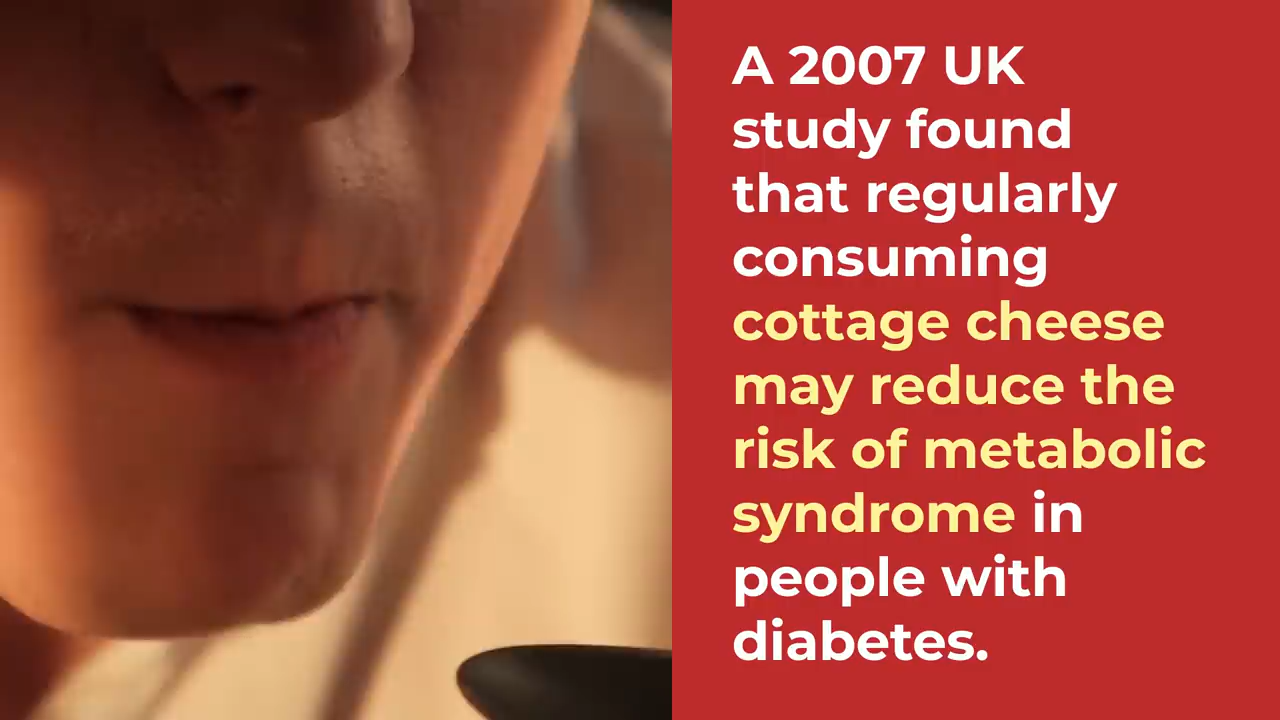 A 2007 UK
study found
that regularly
consuming
cottage cheese
may reduce the
risk of metabolic
syndrome in
people with
diabetes.